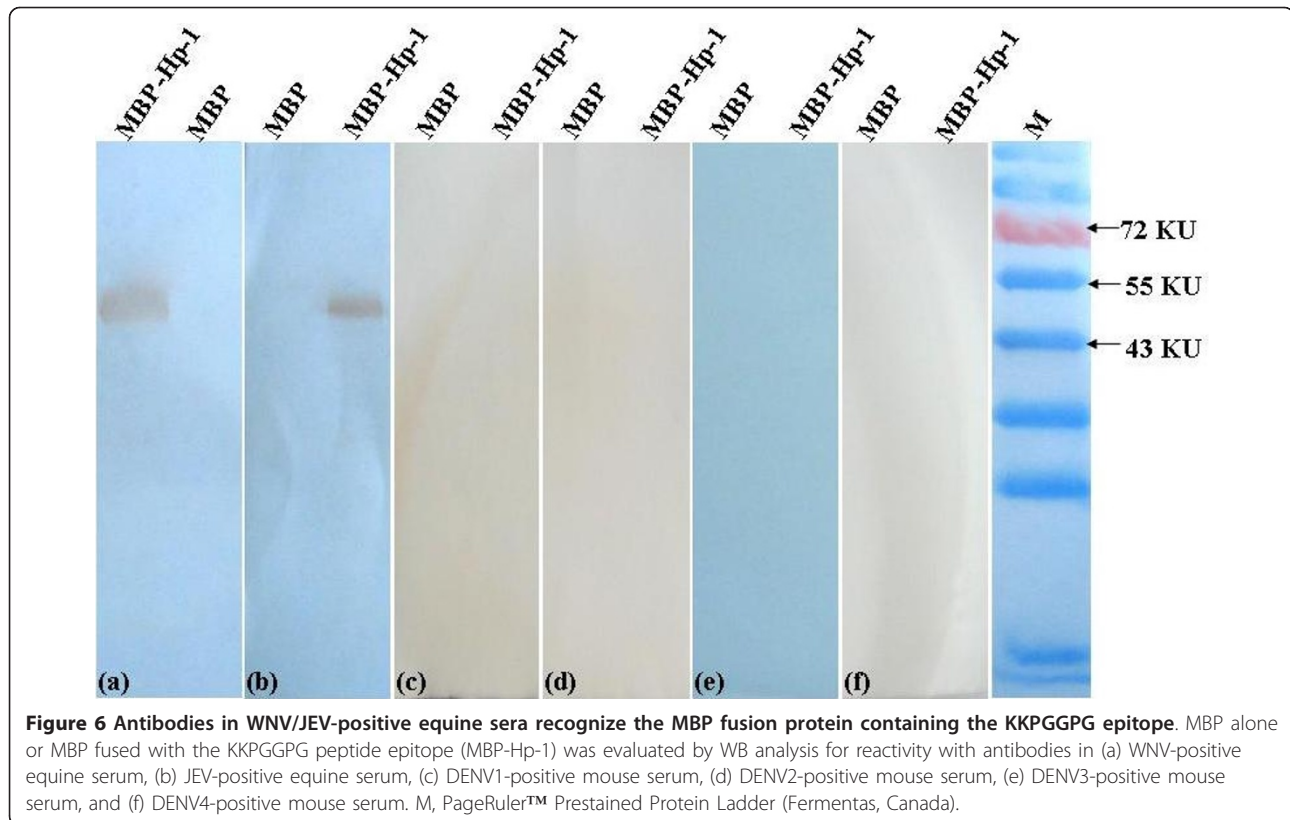 MBP-Hp-1 MBP MBP MBP-Hp-1 MBP MBP-Hp-1 MBP MBP-Hp-1 MBP MBP-Hp-1 MBP MBP-Hp-1 M
72 KU
55 KU
43 KU
(a) (b) (c) (d) (e) (f)
Figure 6 Antibodies in WNV/JEV-positive equine sera recognize the MBP fusion protein containing the KKPGGPG epitope. MBP alone
or MBP fused with the KKPGGPG peptide epitope (MBP-Hp-1) was evaluated by WB analysis for reactivity with antibodies in (a) WNV-positive
equine serum, (b) JEV-positive equine serum, (c) DENV1-positive mouse serum, (d) DENV2-positive mouse serum, (e) DENV3-positive mouse
serum, and (f) DENV4-positive mouse serum. M, PageRuler™ Prestained Protein Ladder (Fermentas, Canada).